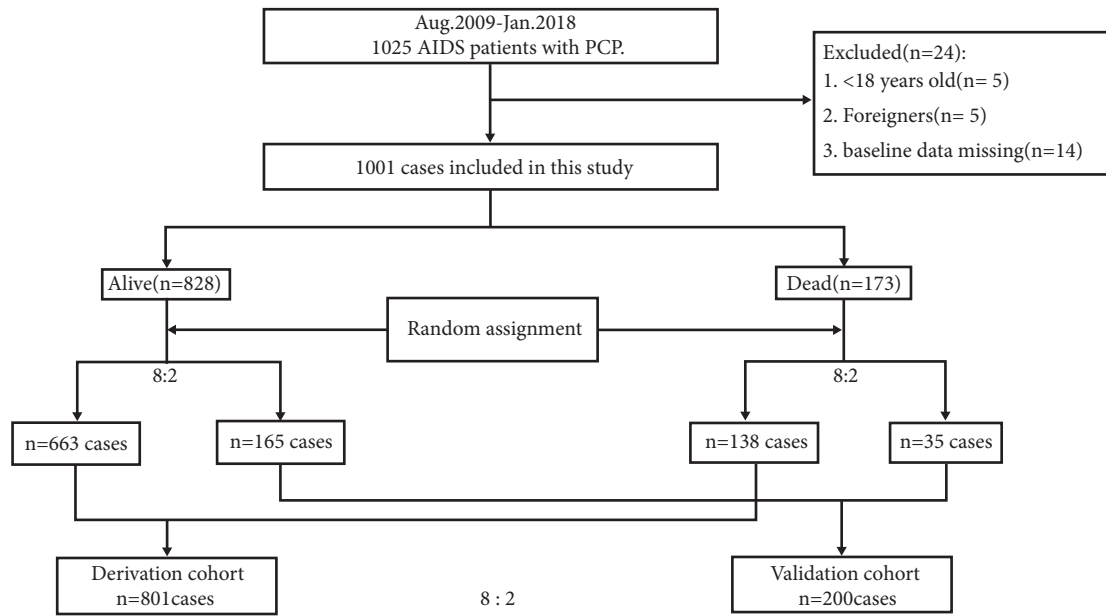 Aug.2009-Jan.2018
1025 AIDS patients with PCP.
Excluded(n=24):
1. <18 years old(n= 5)
2. Foreigners(n= 5)
3. baseline data missing(n=14)
1001 cases included in this study
Alive(n=828)
Dead(n=173)
Random assignment
8:2
8:2
n=663 cases
n=165 cases
n=138 cases
n=35 cases
Derivation cohort
n=801cases
8 : 2
Validation cohort
n=200cases